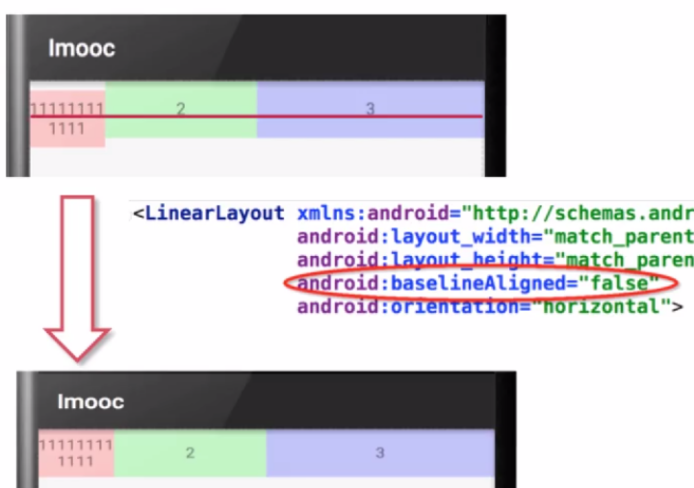 Imooc
11111111 2 3
1111
<LinearLayout xmlns:android="http://schemas.andr
android:layout_width="match_parent
android:layout_height="match_paren
android:baselineAligned="false"
android:orientation="horizontal">
Imooc
11111111 2 3
1111